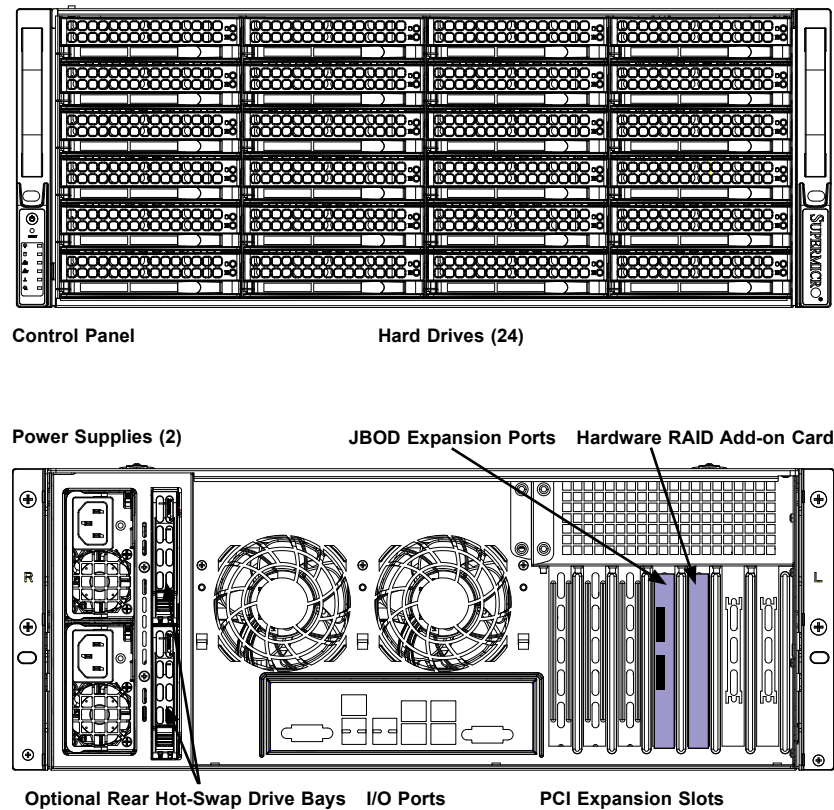 SUPERMICRO
Control Panel
Hard Drives (24)
Power Supplies (2)
JBOD Expansion Ports
Hardware RAID Add-on Card
R
L
Optional Rear Hot-Swap Drive Bays
I/O Ports
PCI Expansion Slots